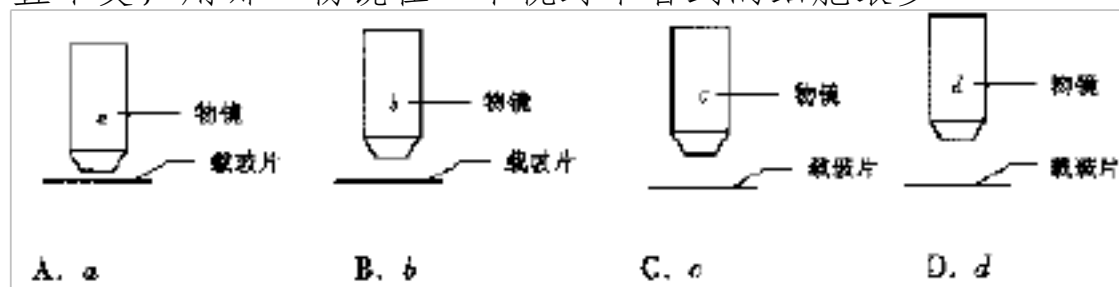 物镜 物镜 物镜 物镜
a b c d
载玻片 载玻片 载玻片 载玻片
A. a B. b C. c D. d